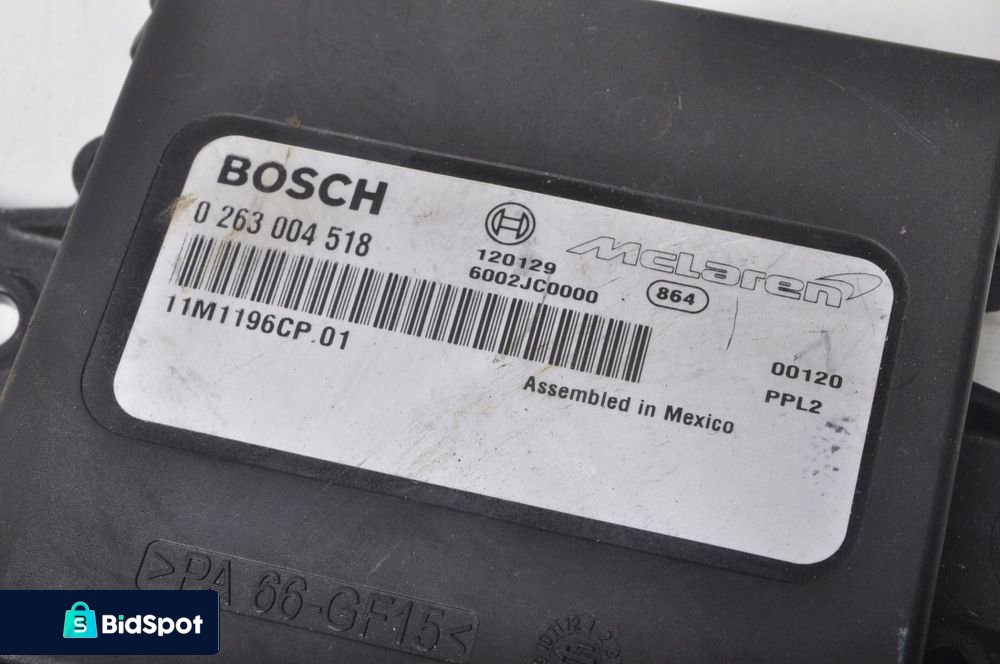 BOSCH
0 263 004 518
120129
6002JC0000
McLaren
864
11M1196CP.01
00120
PPL2
Assembled in Mexico
>PA 66-GF15<
BidSpot